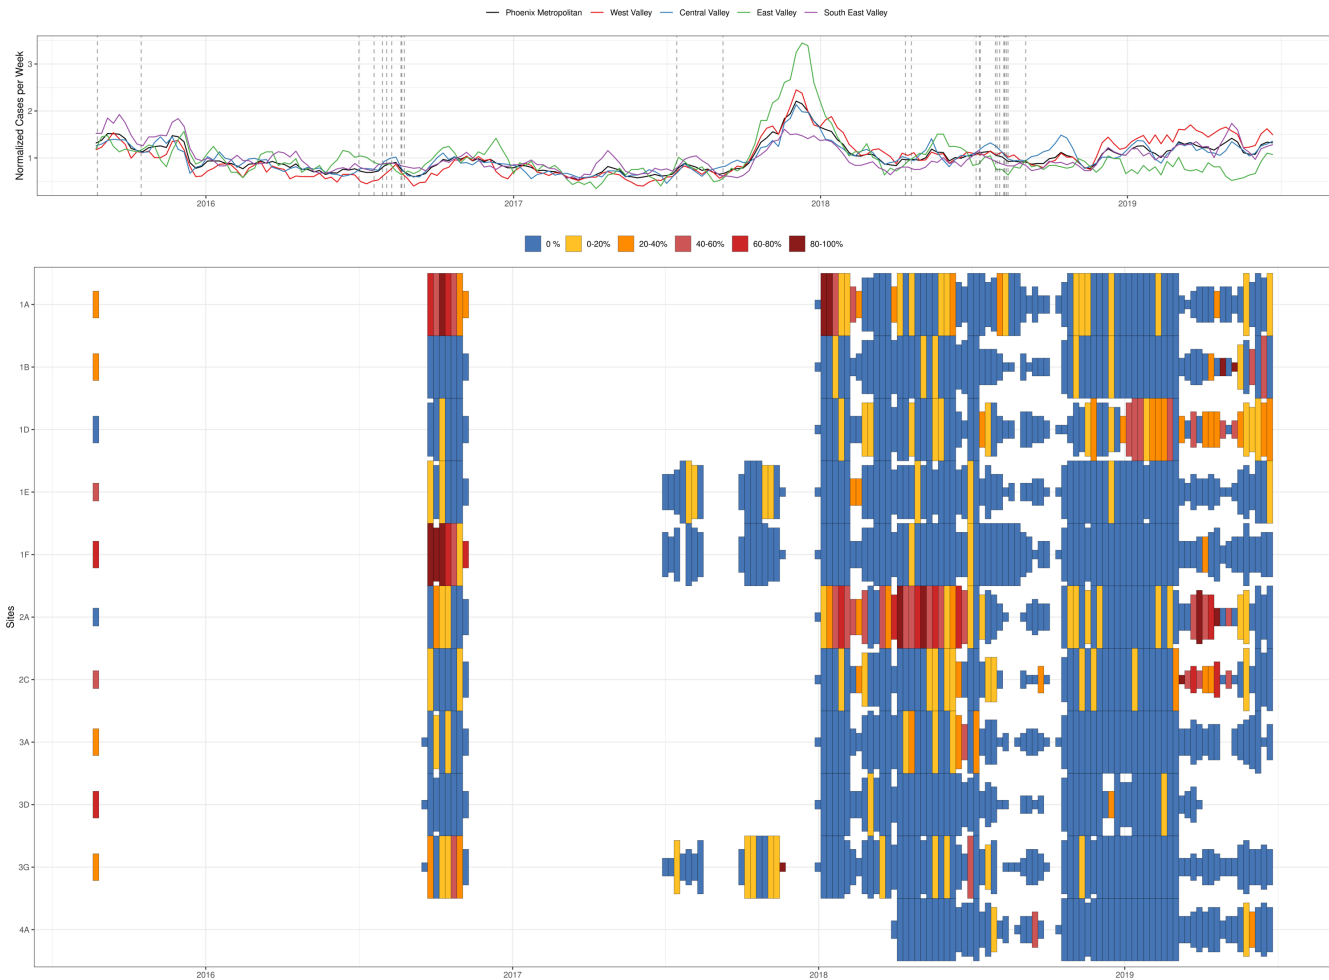 Phoenix Metropolitan West Valley Central Valley East Valley South East Valley
Normalized Cases per Week
3
2
1
2016 2017 2018 2019
0 % 0-20% 20-40% 40-60% 60-80% 80-100%
Sites
1A
1B
1D
1E
1F
2A
2C
3A
3D
3G
4A
2016 2017 2018 2019